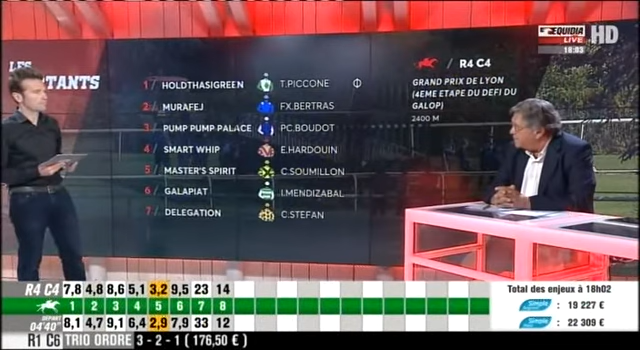 EQUIDIA HD
LIVE
18:03
LES
TANTS
1 HOLDTHASIGREEN T.PICCONE
2 MURAFEJ FX.BERTRAS
3 PUMP PUMP PALACE PC.BOUDOT
4 SMART WHIP E.HARDOUIN
5 MASTER'S SPIRIT C.SOUMILLON
6 GALAPIAT I.MENDIZABAL
7 DELEGATION C.STEFAN
/ R4 C4
GRAND PRIX DE LYON
(4EME ETAPE DU DEFI DU
GALOP)
2400 M
R4 C4 7,8 4,8 8,6 5,1 3,2 9,5 23 14
1 2 3 4 5 6 7 8
DEPART
04'40" 8,1 4,7 9,1 6,4 2,9 7,9 33 12
R1 C6 TRIO ORDRE 3 - 2 - 1 ( 176,50 € )
Total des enjeux à 18h02
Simple : 19 227 €
Simple : 22 309 €